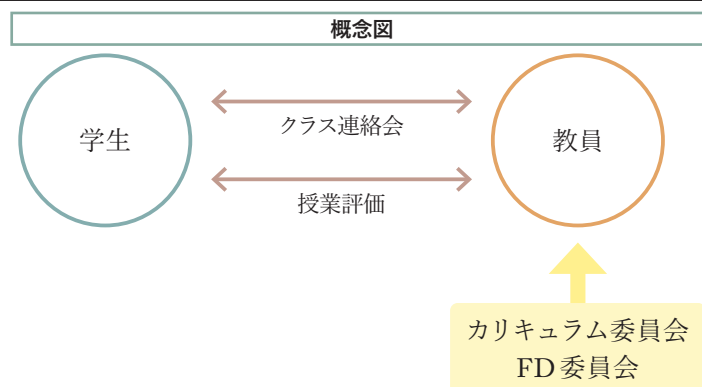 概念図
学生
クラス連絡会
教員
授業評価
カリキュラム委員会
FD委員会